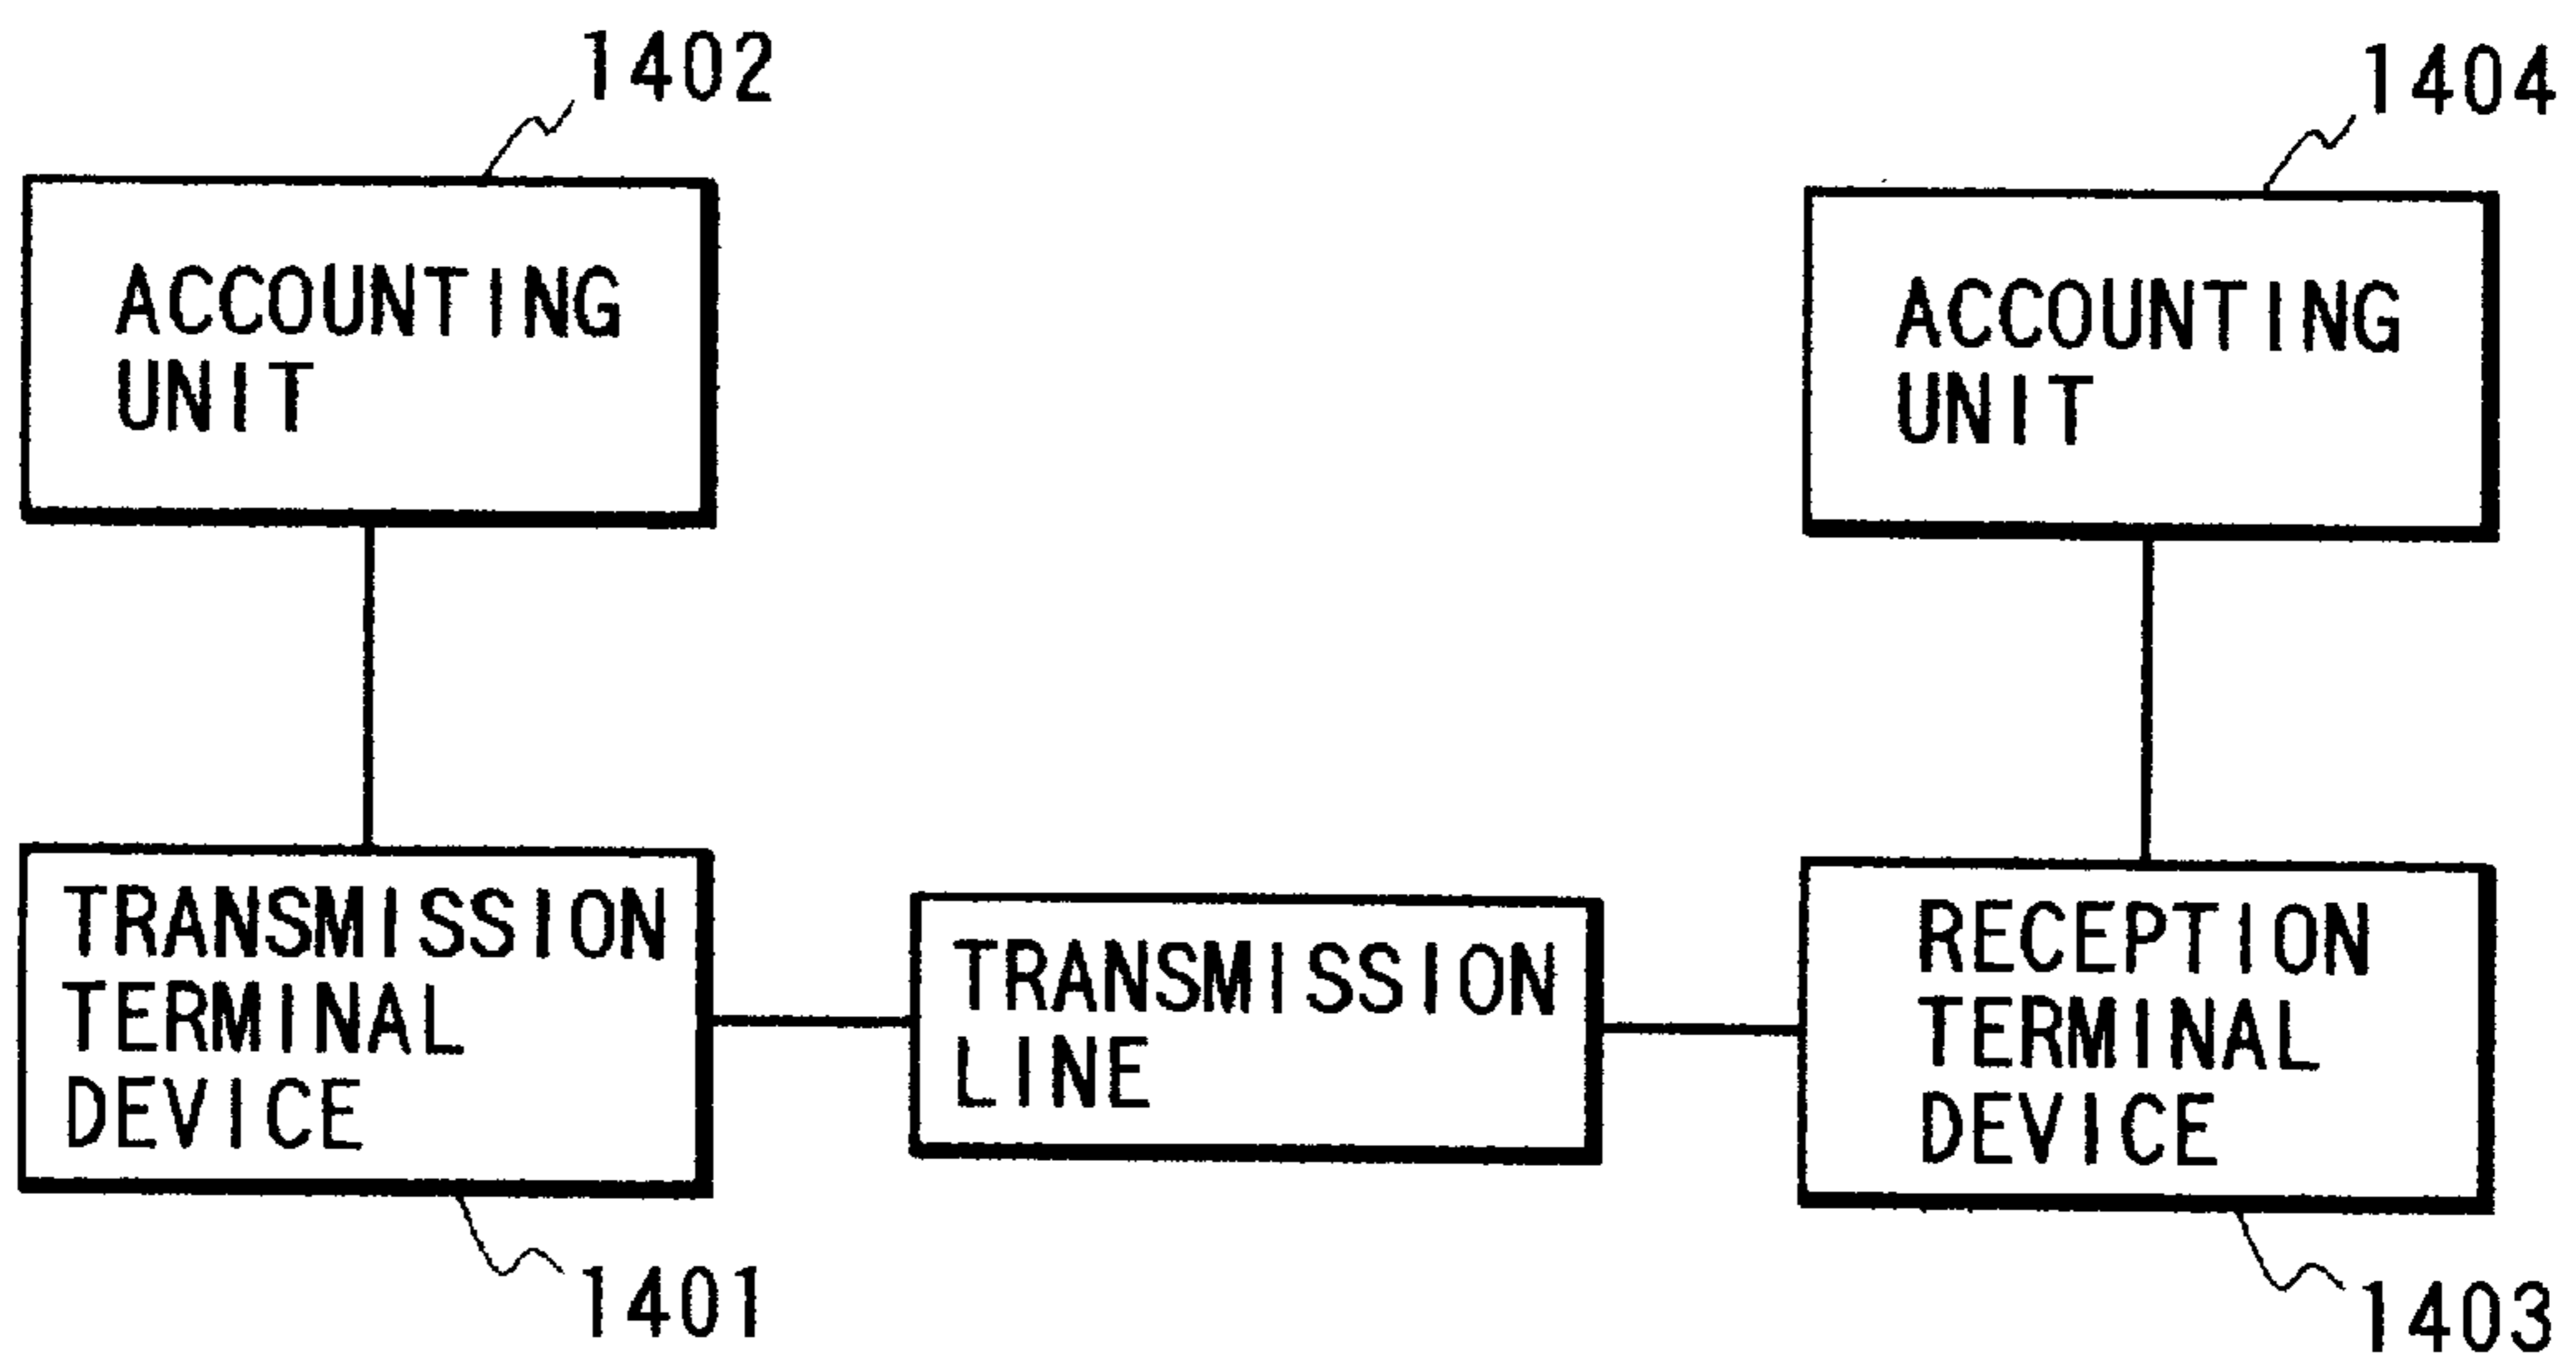 1402
1404
ACCOUNTING
UNIT
ACCOUNTING
UNIT
TRANSMISSION
TERMINAL
DEVICE
TRANSMISSION
LINE
RECEPTION
TERMINAL
DEVICE
1401
1403